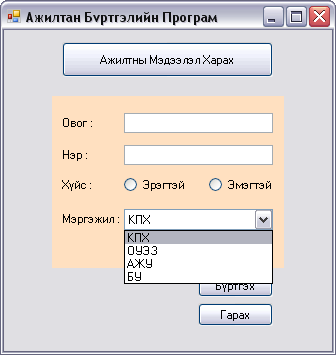 Ажилтан Бүртгэлийн Програм
Ажилтны Мэдээлэл Харах
Овог :
Нэр :
Хүйс : Эрэгтэй Эмэгтэй
Мэргэжил : КПХ
КПХ
ОУЭЗ
АЖУ
БУ
Бүртгэх
Гарах